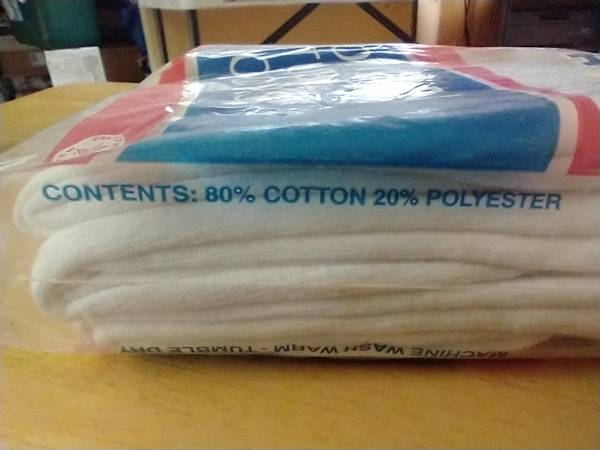 CONTENTS: 80% COTTON 20% POLYESTER
MACHINE WASH WARM - TUMBLE DRY